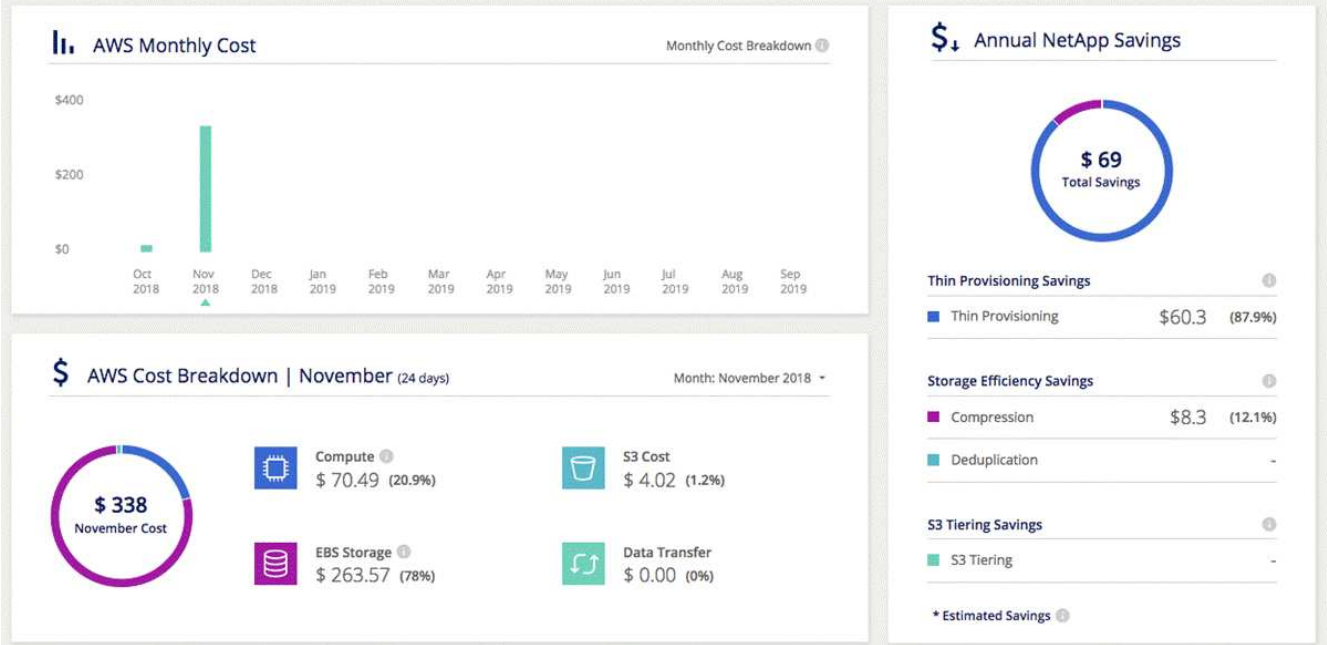 AWS Monthly Cost
Monthly Cost Breakdown
$400
$200
$0
Oct 2018
Nov 2018
Dec 2018
Jan 2019
Feb 2019
Mar 2019
Apr 2019
May 2019
Jun 2019
Jul 2019
Aug 2019
Sep 2019
$ AWS Cost Breakdown | November (24 days)
Month: November 2018
$ 338
November Cost
Compute
$ 70.49 (20.9%)
S3 Cost
$ 4.02 (1.2%)
EBS Storage
$ 263.57 (78%)
Data Transfer
$ 0.00 (0%)
$ Annual NetApp Savings
$ 69
Total Savings
Thin Provisioning Savings
Thin Provisioning $60.3 (87.9%)
Storage Efficiency Savings
Compression $8.3 (12.1%)
Deduplication -
S3 Tiering Savings
S3 Tiering -
* Estimated Savings